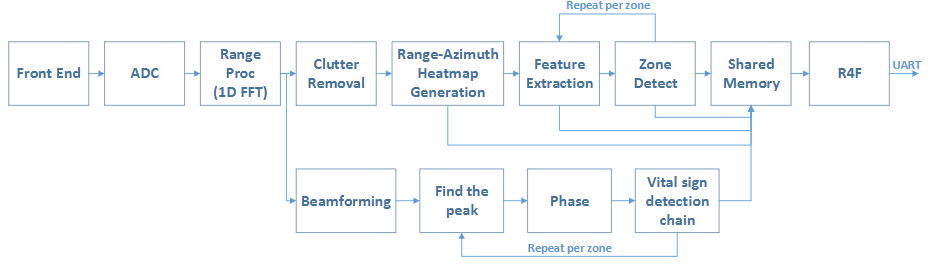 Repeat per zone
Front End
ADC
Range
Proc
(1D FFT)
Clutter
Removal
Range-Azimuth
Heatmap
Generation
Feature
Extraction
Zone
Detect
Shared
Memory
R4F
UART
Beamforming
Find the
peak
Phase
Vital sign
detection
chain
Repeat per zone